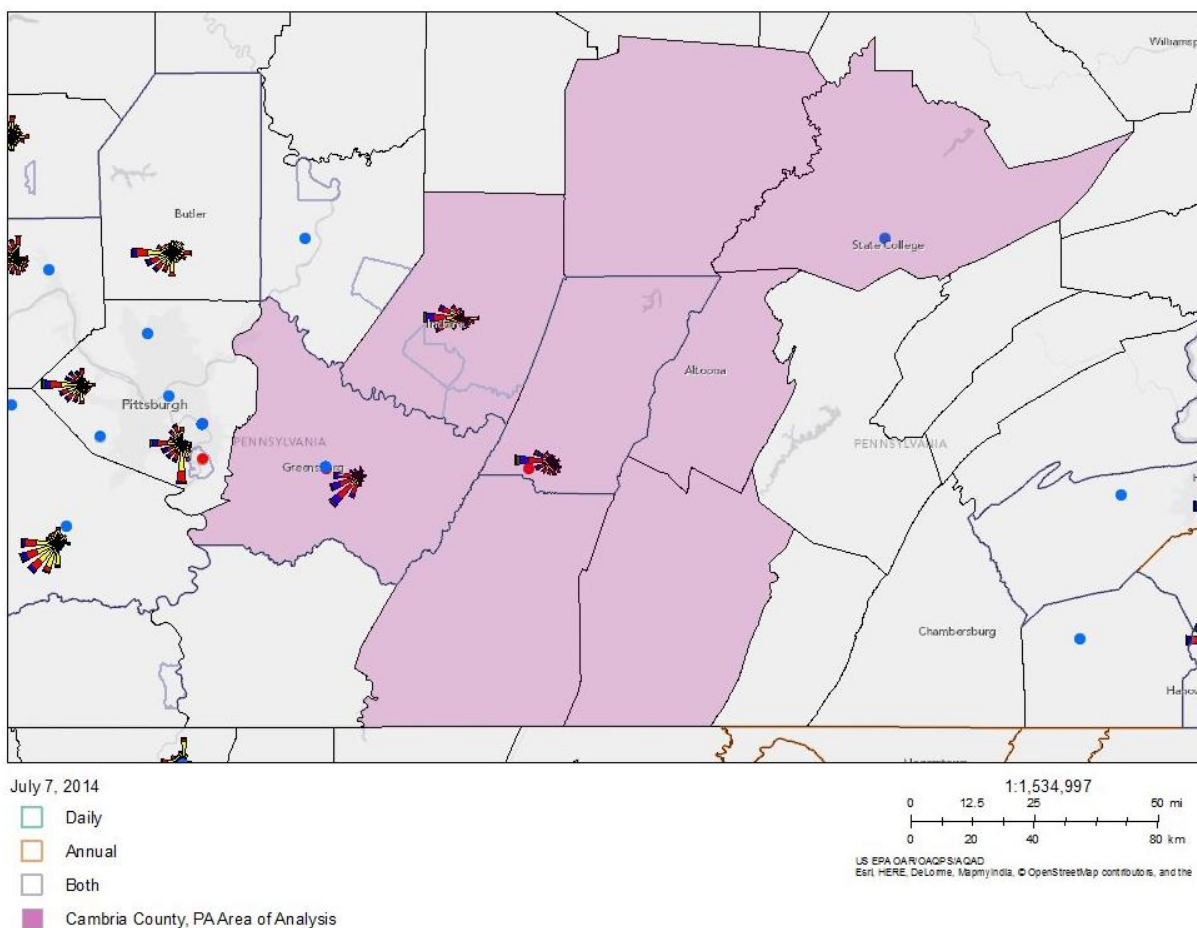 Williamsp
Butler
State College
Altoona
Pittsburgh
PENNSYLVANIA
PENNSYLVANIA
Greensburg
Chambersburg
Hanov
July 7, 2014
Daily
Annual
Both
Cambria County, PA Area of Analysis
1:1,534,997
0 12.5 25 50 mi
0 20 40 80 km
US EPA OAR/OAQPS/AQAD
Esri, HERE, DeLorme, MapmyIndia, © OpenStreetMap contributors, and the